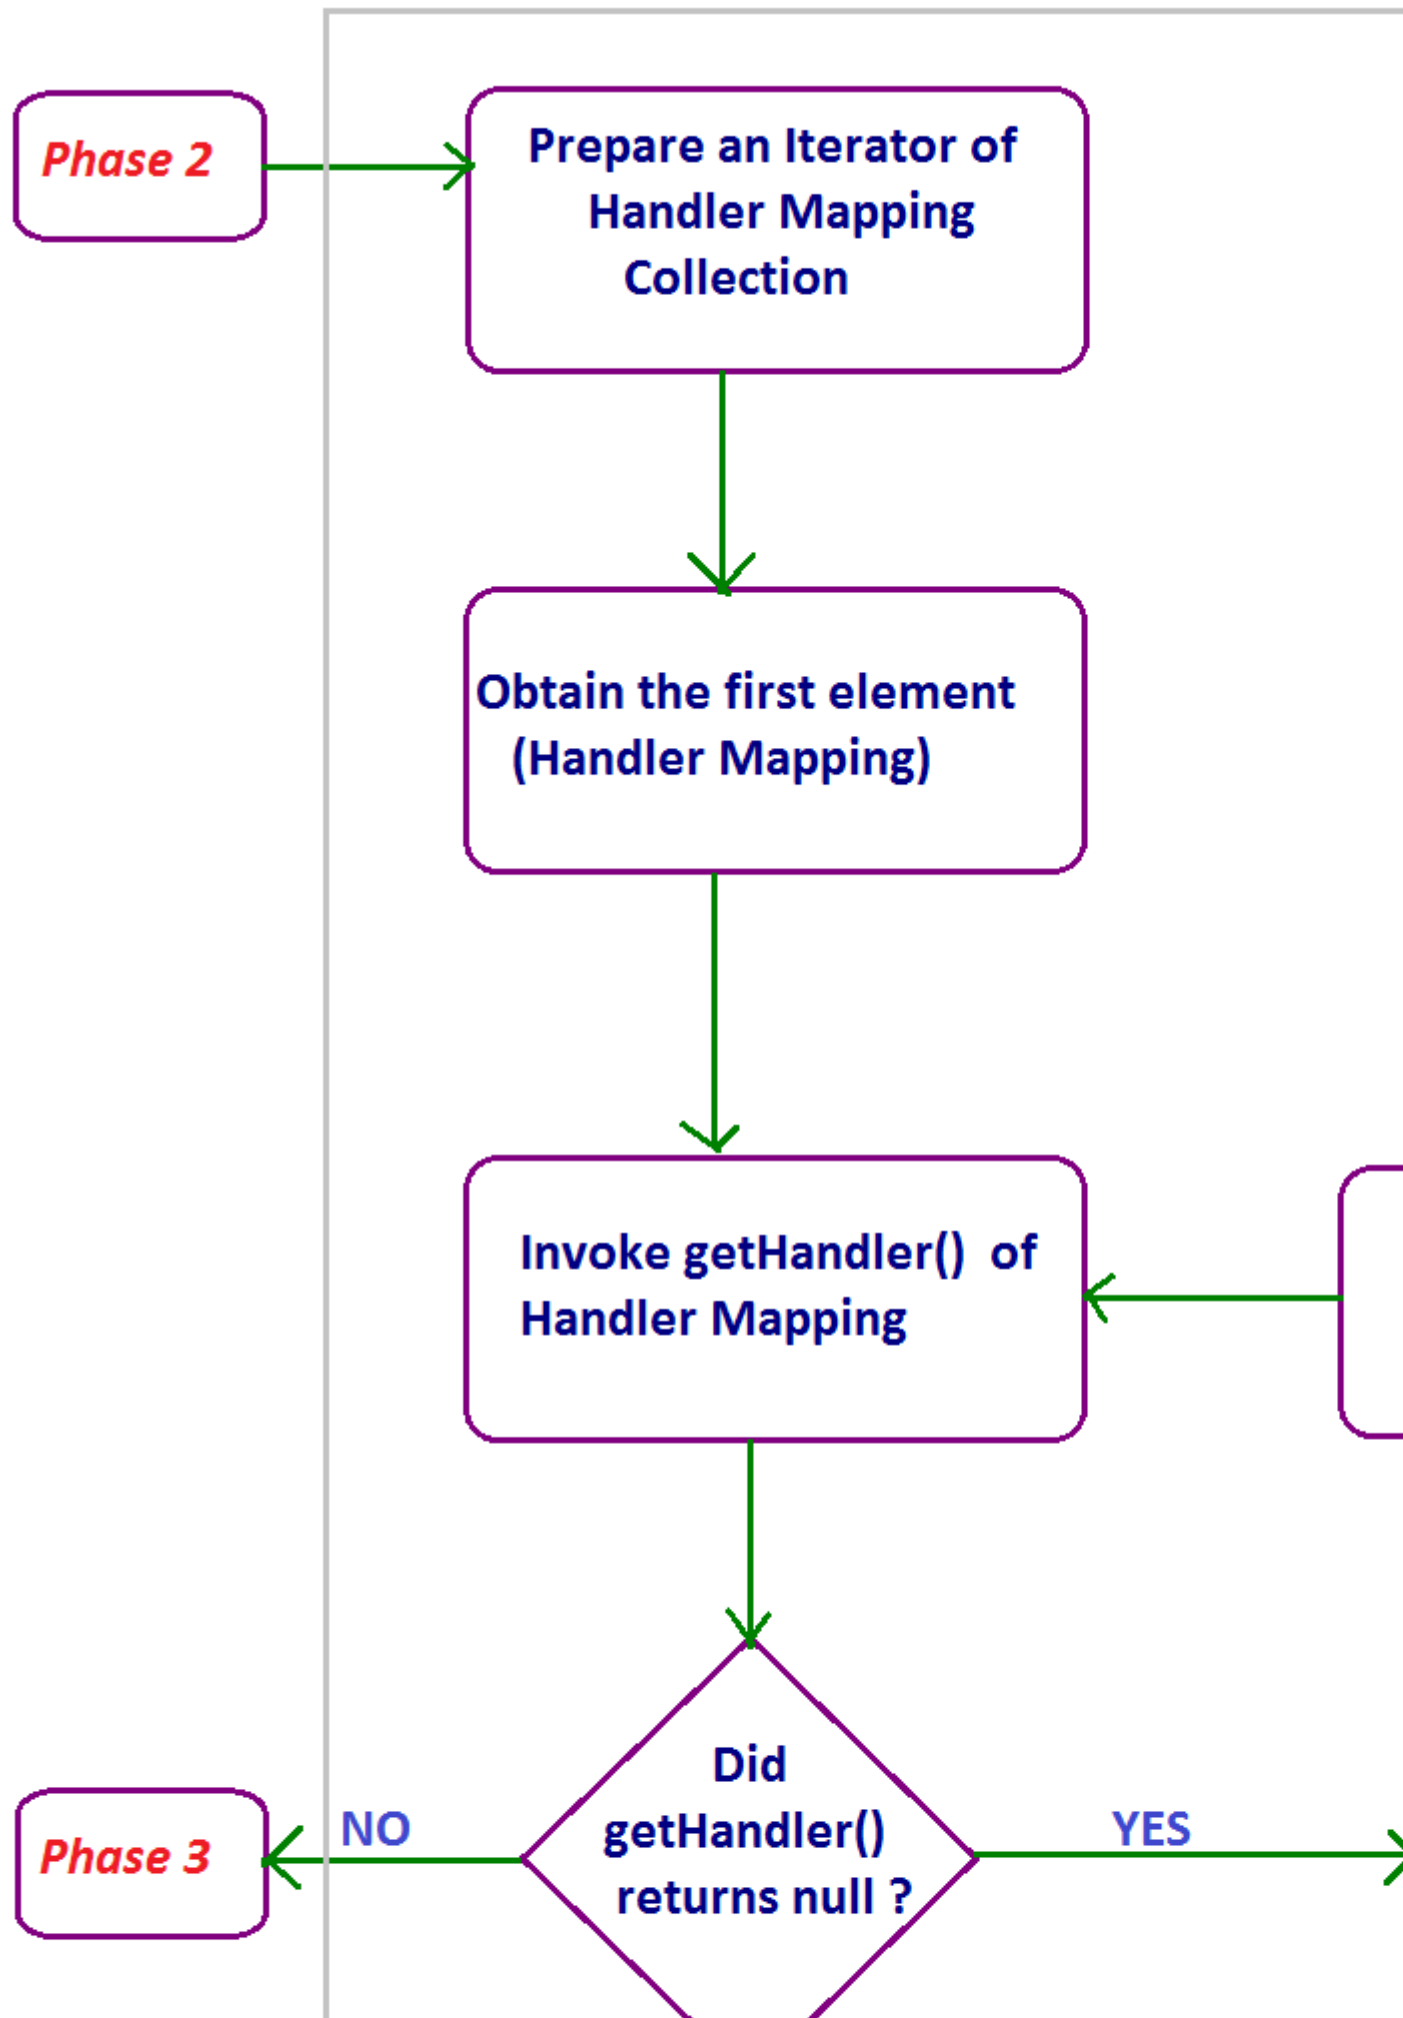 Phase 2
Prepare an Iterator of
Handler Mapping
Collection
Obtain the first element
(Handler Mapping)
Invoke getHandler()  of
Handler Mapping
Did
getHandler()
returns null ?
NO
YES
Phase 3